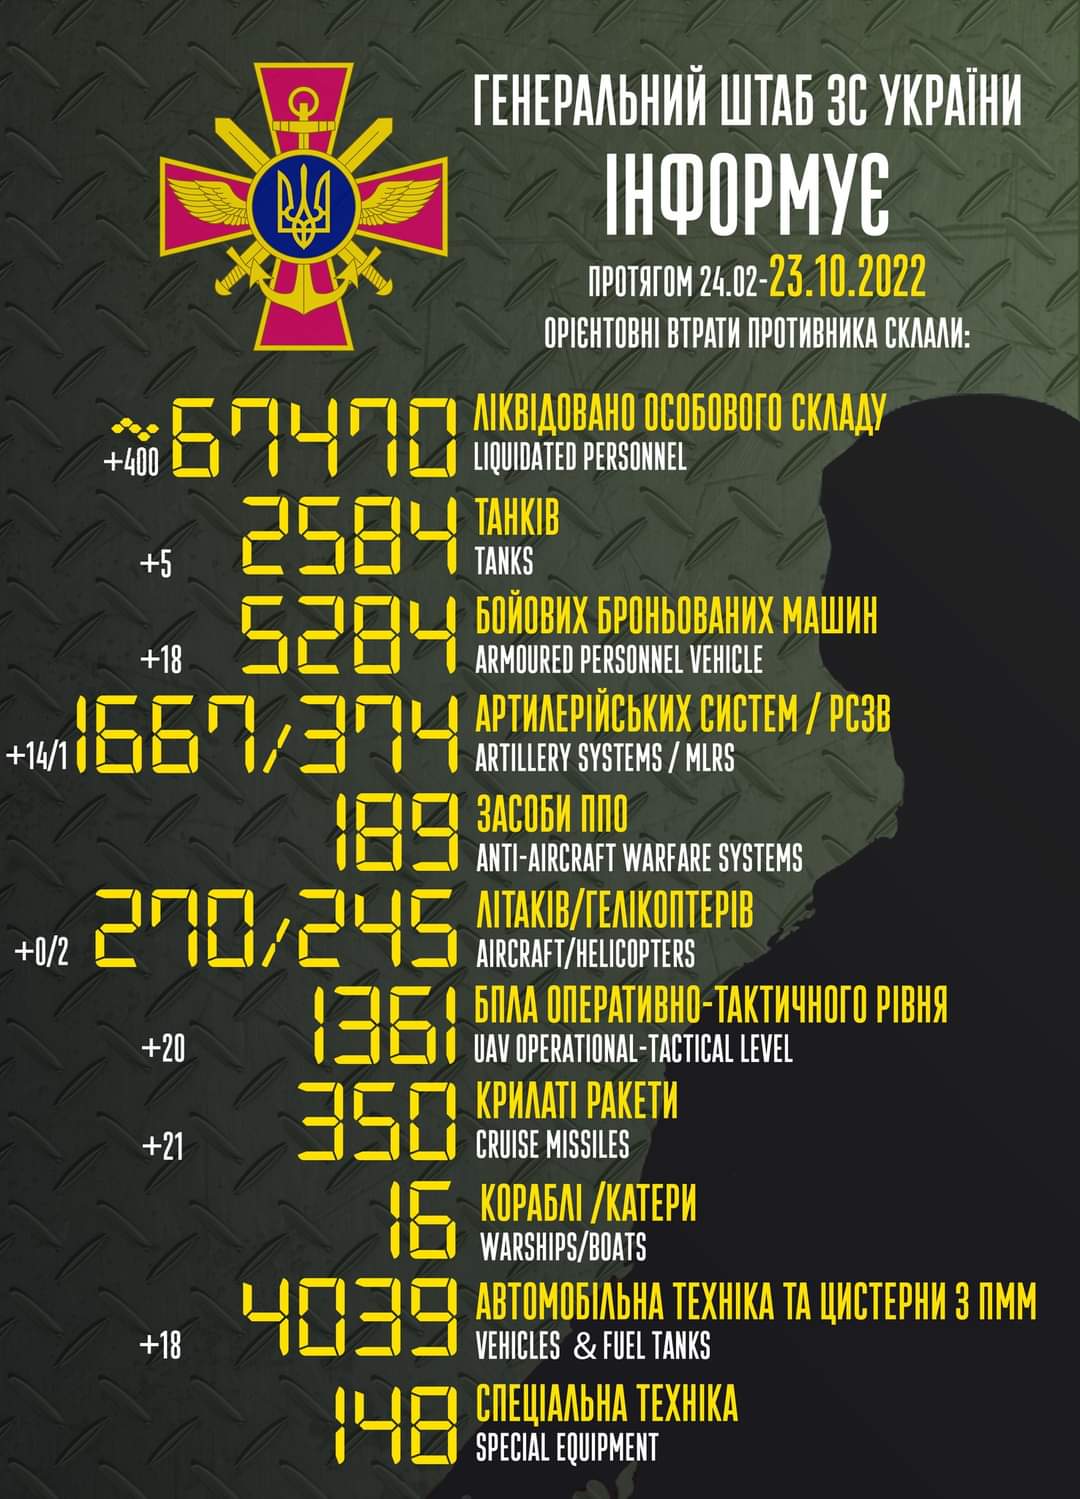 ГЕНЕРАЛЬНИЙ ШТАБ ЗС УКРАЇНИ
ІНФОРМУЄ
ПРОТЯГОМ 24.02-23.10.2022
ОРІЄНТОВНІ ВТРАТИ ПРОТИВНИКА СКЛАЛИ:
~67470 ЛІКВІДОВАНО ОСОБОВОГО СКЛАДУ
+400 LIQUIDATED PERSONNEL
2584 ТАНКІВ
+5 TANKS
5284 БОЙОВИХ БРОНЬОВАНИХ МАШИН
+18 ARMOURED PERSONNEL VEHICLE
1667/374 АРТИЛЕРІЙСЬКИХ СИСТЕМ / РСЗВ
+14/1 ARTILLERY SYSTEMS / MLRS
189 ЗАСОБИ ППО
ANTI-AIRCRAFT WARFARE SYSTEMS
270/245 ЛІТАКІВ/ГЕЛІКОПТЕРІВ
+0/2 AIRCRAFT/HELICOPTERS
1361 БПЛА ОПЕРАТИВНО-ТАКТИЧНОГО РІВНЯ
+20 UAV OPERATIONAL-TACTICAL LEVEL
350 КРИЛАТІ РАКЕТИ
+21 CRUISE MISSILES
16 КОРАБЛІ /КАТЕРИ
WARSHIPS/BOATS
4039 АВТОМОБІЛЬНА ТЕХНІКА ТА ЦИСТЕРНИ З ПММ
+18 VEHICLES & FUEL TANKS
148 СПЕЦІАЛЬНА ТЕХНІКА
SPECIAL EQUIPMENT